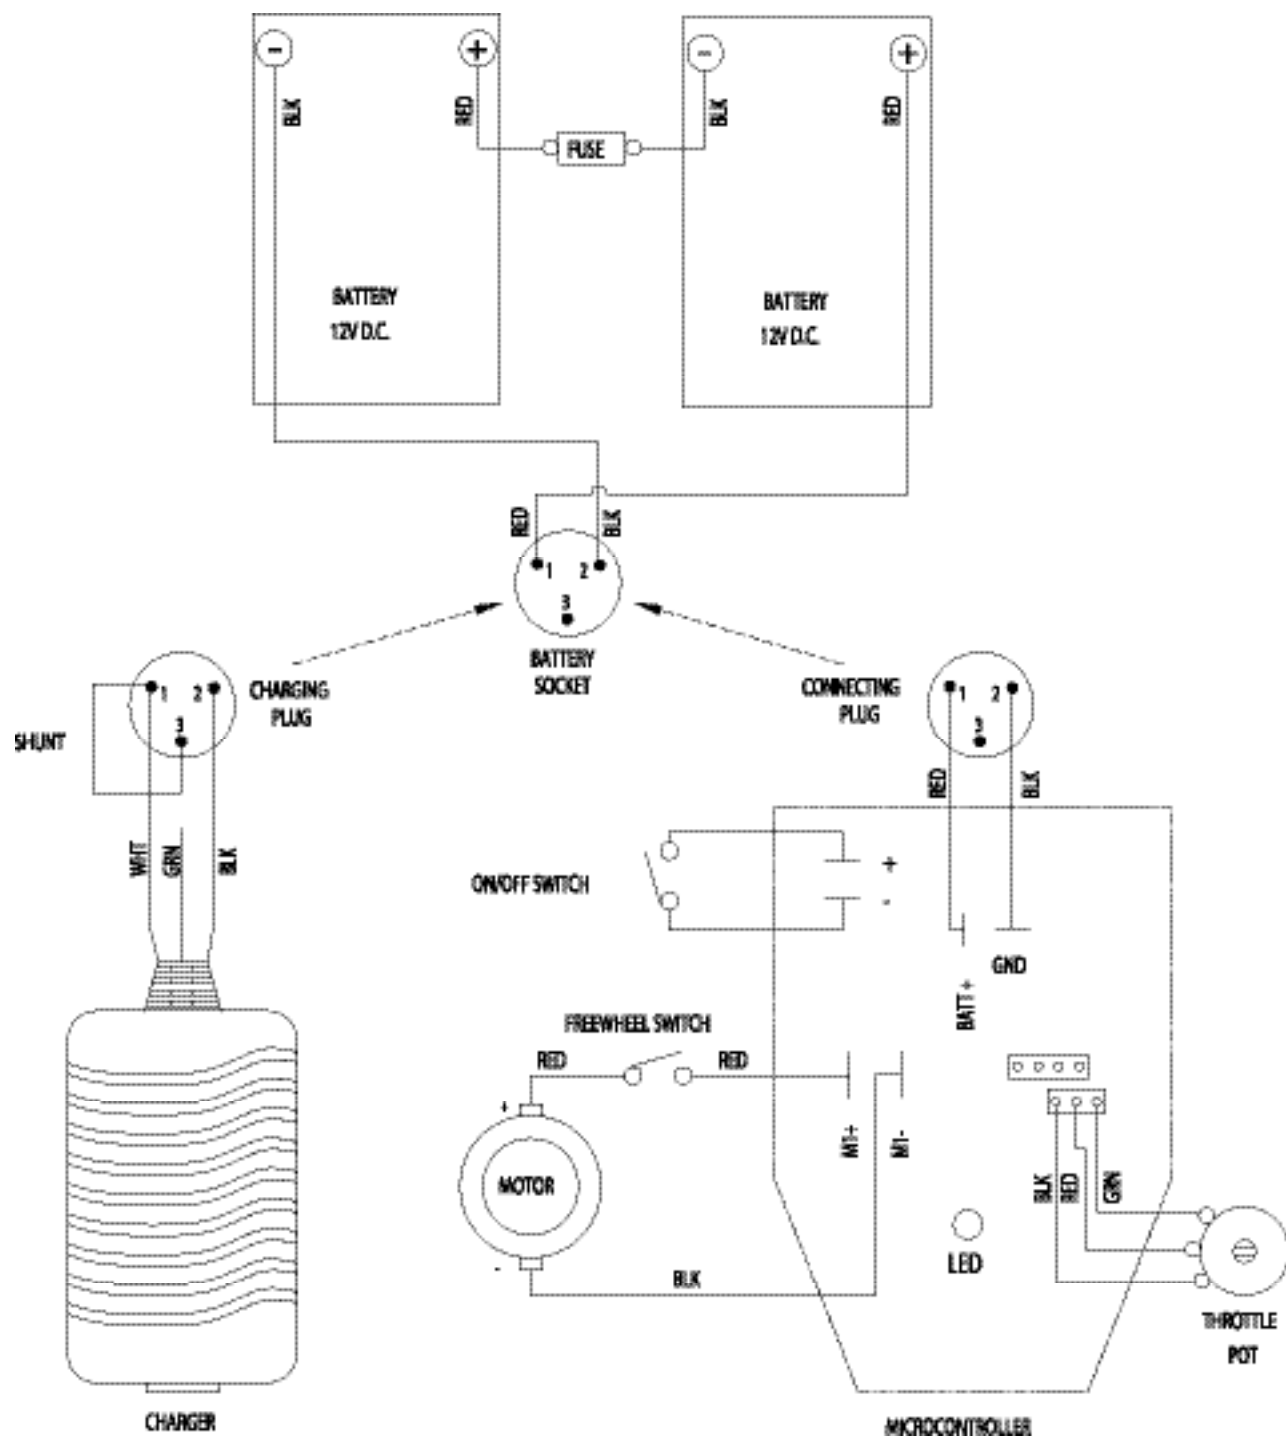 - + - +
BLK RED BLK RED
FUSE
BATTERY
12V D.C.
BATTERY
12V D.C.
RED BLK
1 2
3
BATTERY
SOCKET
CHARGING
PLUG
CONNECTING
PLUG
1 2
3
1 2
3
SHUNT
RED BLK
WHT GRN BLK
ON/OFF SWITCH
+
-
GND
BATT +
FREEWHEEL SWITCH
RED RED
+
MOTOR
-
M1+ M1-
BLK RED GRN
LED
BLK
THROTTLE
POT
CHARGER
MICROCONTROLLER